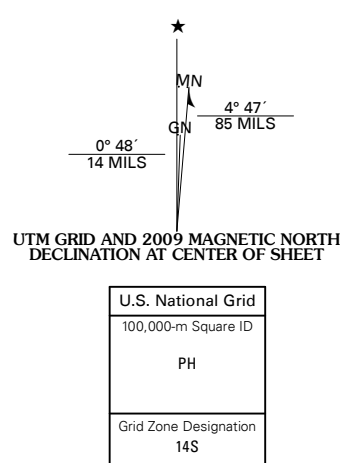 ★
MN
4° 47´
85 MILS
GN
0° 48´
14 MILS
UTM GRID AND 2009 MAGNETIC NORTH
DECLINATION AT CENTER OF SHEET
U.S. National Grid
100,000-m Square ID
PH
Grid Zone Designation
14S